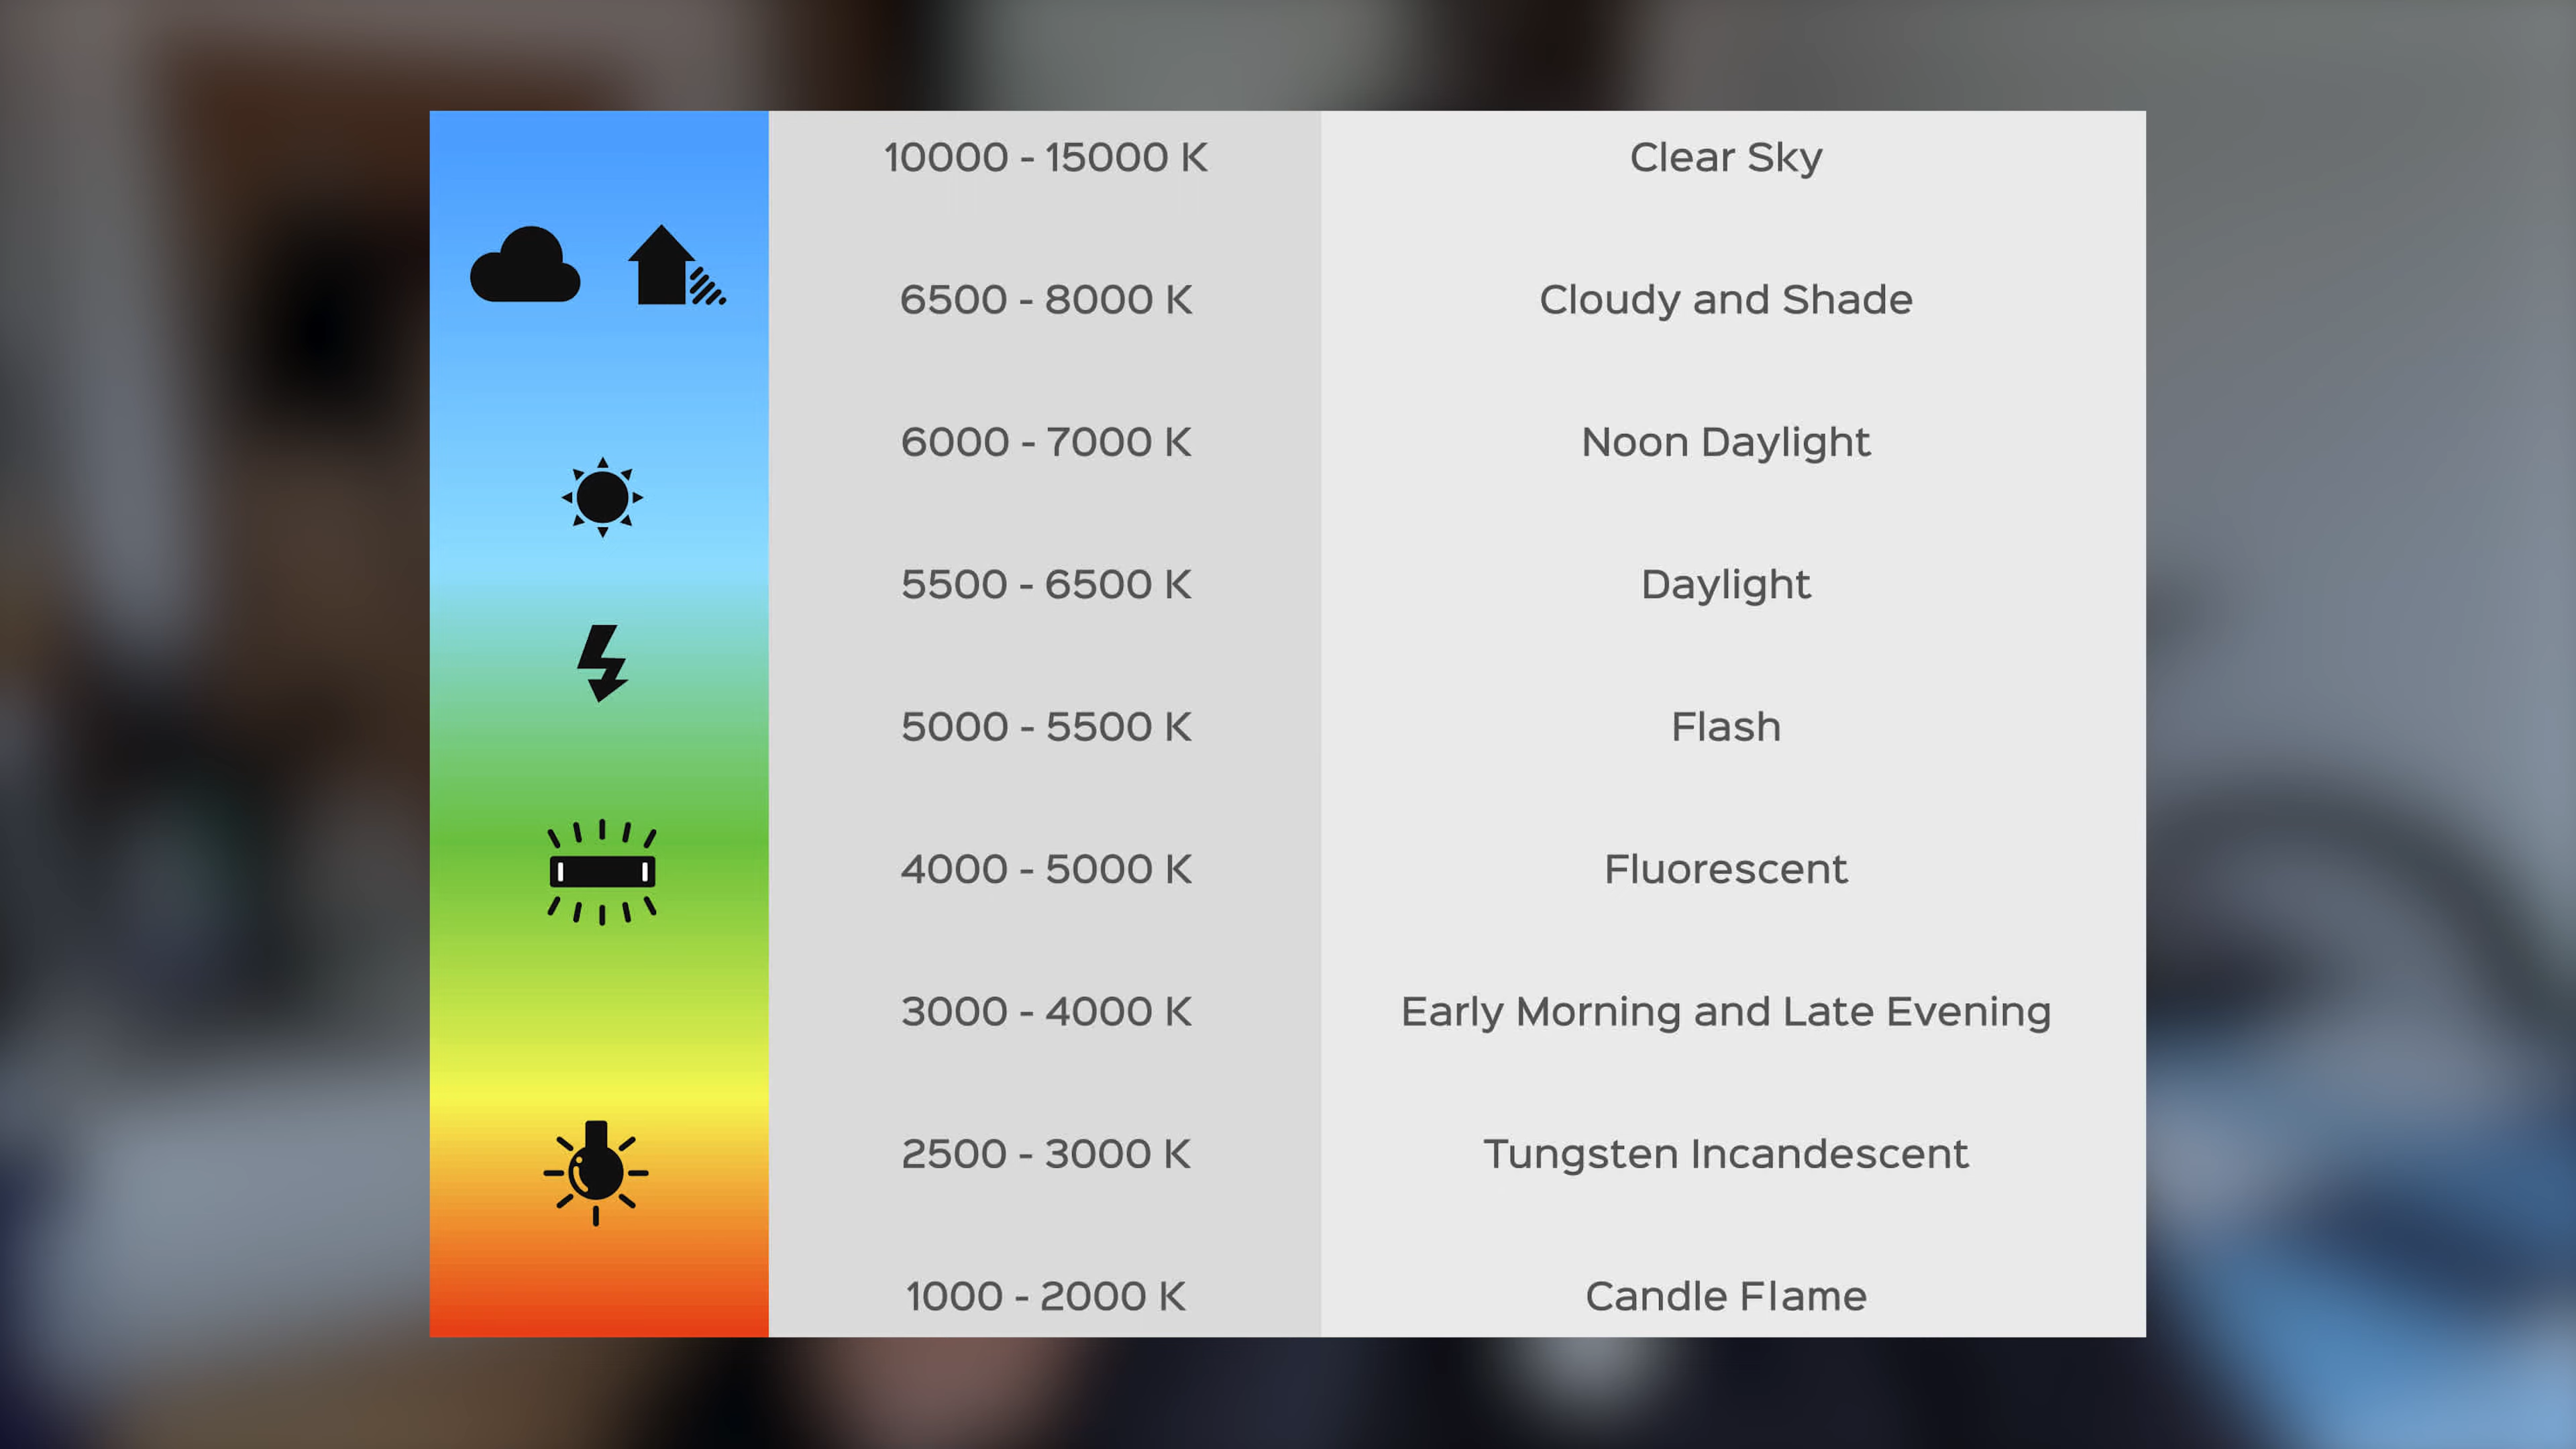 10000 - 15000 K Clear Sky
6500 - 8000 K Cloudy and Shade
6000 - 7000 K Noon Daylight
5500 - 6500 K Daylight
5000 - 5500 K Flash
4000 - 5000 K Fluorescent
3000 - 4000 K Early Morning and Late Evening
2500 - 3000 K Tungsten Incandescent
1000 - 2000 K Candle Flame